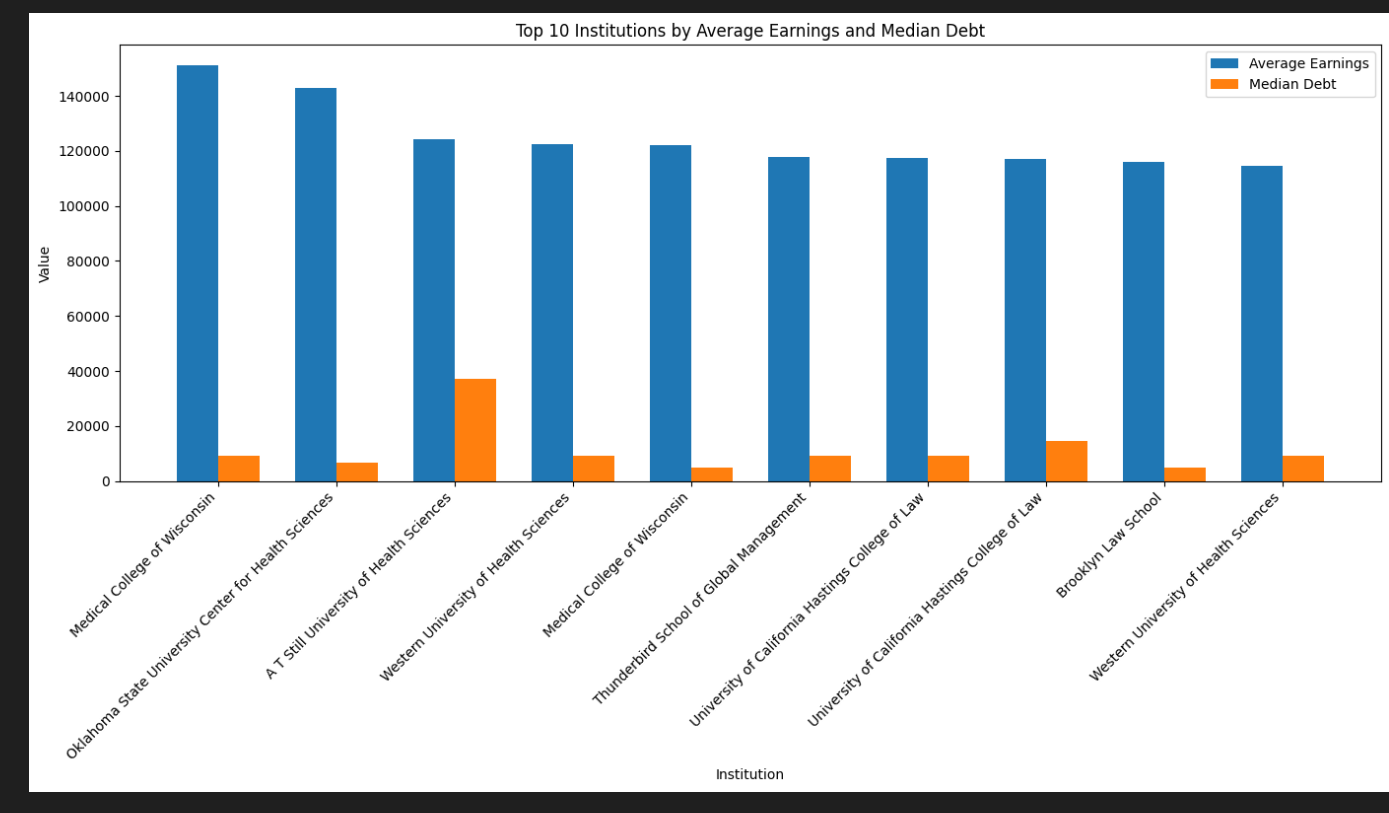 Top 10 Institutions by Average Earnings and Median Debt
Average Earnings
Median Debt
Value
140000
120000
100000
80000
60000
40000
20000
0
Medical College of Wisconsin
Oklahoma State University Center for Health Sciences
A T Still University of Health Sciences
Western University of Health Sciences
Medical College of Wisconsin
Thunderbird School of Global Management
University of California Hastings College of Law
University of California Hastings College of Law
Brooklyn Law School
Western University of Health Sciences
Institution